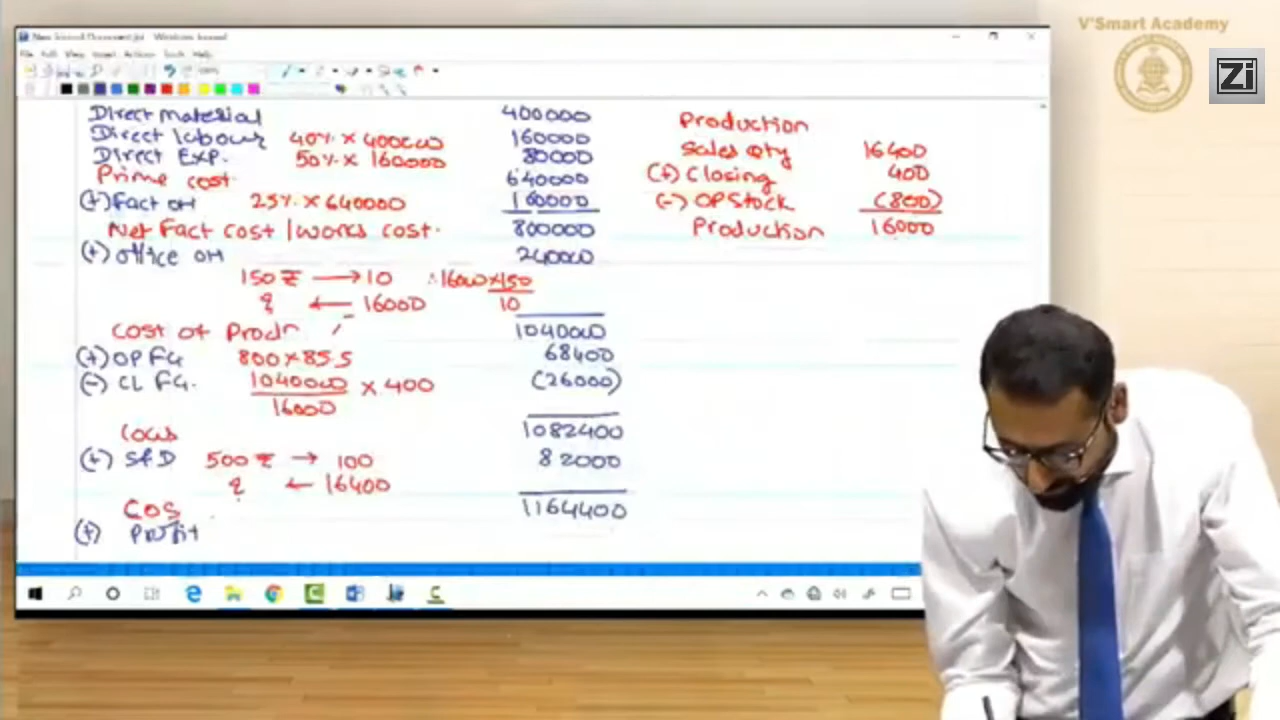 V'Smart Academy
Zi
Direct material 400000
Direct labour 40% × 400000 160000
Direct Exp. 50% × 160000 80000
Prime cost 640000
(+) Fact OH 25% × 640000 160000
Net Fact cost / works cost. 800000
(+) office OH 240000
150 ₹ → 10 ∴ 16000×150
? ← 16000 10
Cost of Prodn 1040000
(+) OP FG 800×85.5 68400
(-) CL FG. 1040000 × 400 (26000)
16000
COGS 1082400
(+) S&D 500 ₹ → 100 82000
? ← 16400
COS 1164400
(+) Profit
Production
Sales Qty 16400
(+) Closing 400
(-) OP Stock (800)
Production 16000